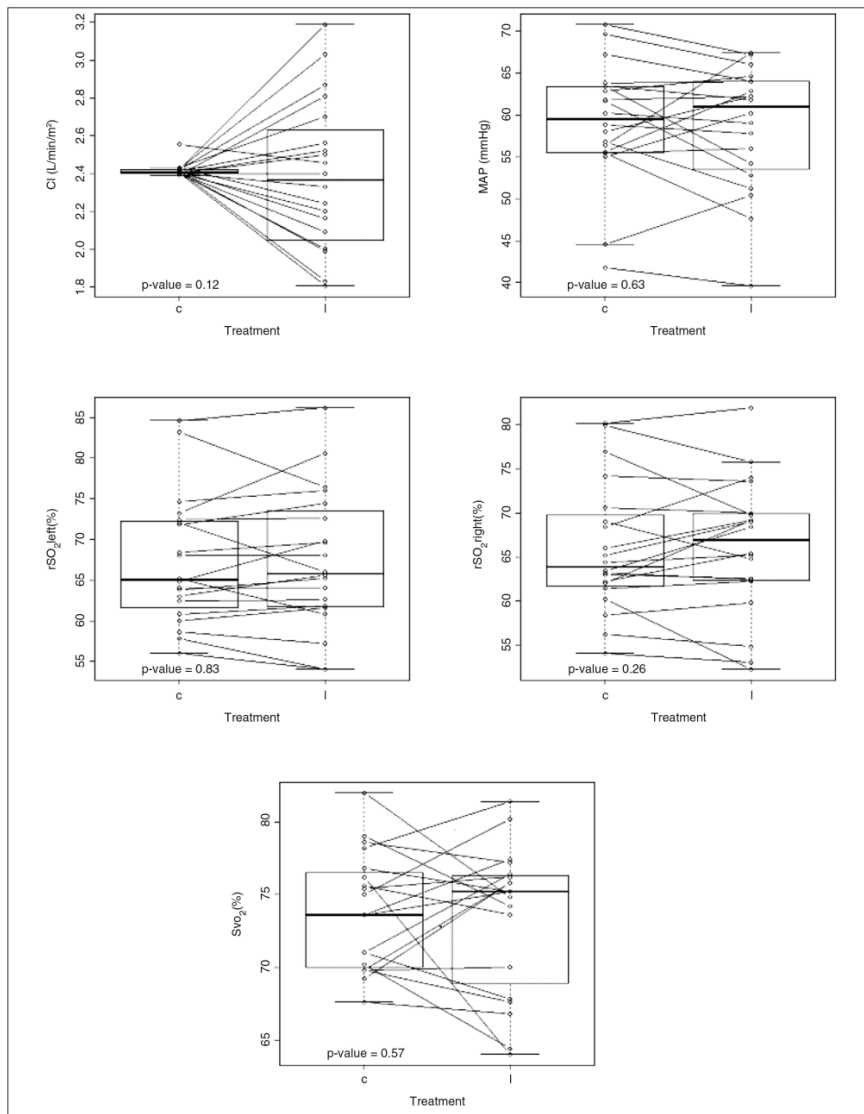 CI (L/min/m²)
3.2
3.0
2.8
2.6
2.4
2.2
2.0
1.8
p-value = 0.12
c
l
Treatment
MAP (mmHg)
70
65
60
55
50
45
40
p-value = 0.63
c
l
Treatment
rSO₂left(%)
85
80
75
70
65
60
55
p-value = 0.83
c
l
Treatment
rSO₂right(%)
80
75
70
65
60
55
p-value = 0.26
c
l
Treatment
Svo₂(%)
80
75
70
65
p-value = 0.57
c
l
Treatment